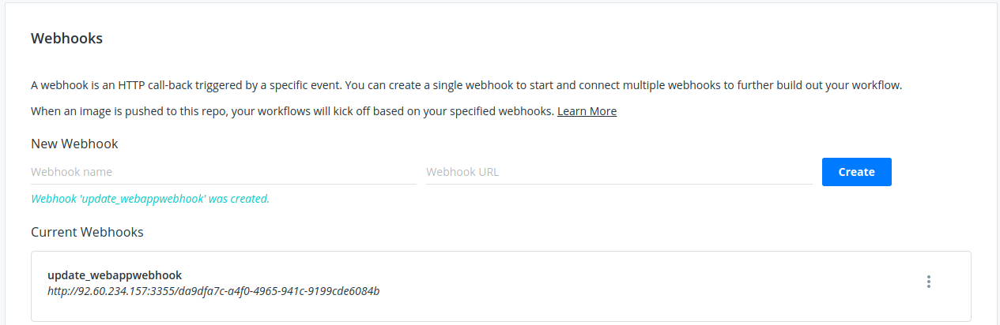 Webhooks
A webhook is an HTTP call-back triggered by a specific event. You can create a single webhook to start and connect multiple webhooks to further build out your workflow.
When an image is pushed to this repo, your workflows will kick off based on your specified webhooks. Learn More
New Webhook
Webhook name Webhook URL Create
Webhook 'update_webappwebhook' was created.
Current Webhooks
update_webappwebhook
http://92.60.234.157:3355/da9dfa7c-a4f0-4965-941c-9199cde6084b